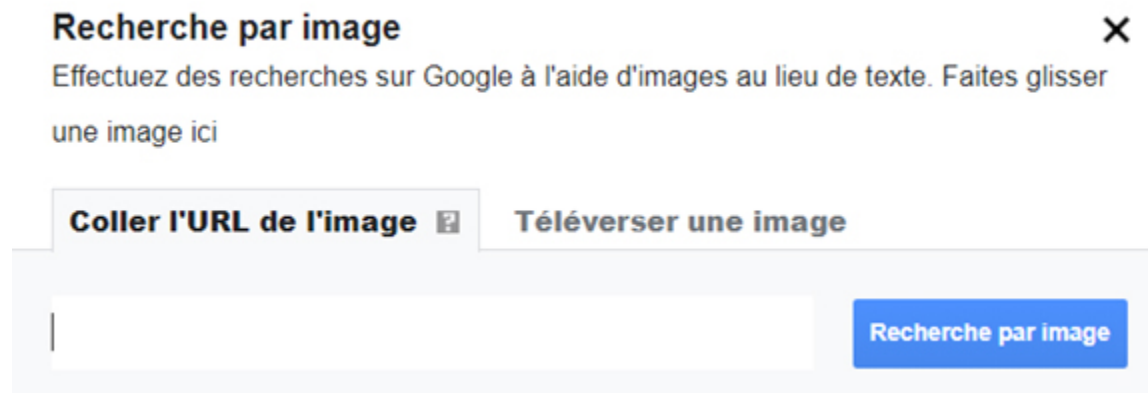 Recherche par image
Effectuez des recherches sur Google à l'aide d'images au lieu de texte. Faites glisser
une image ici
Coller l'URL de l'image ?
Téléverser une image
Recherche par image